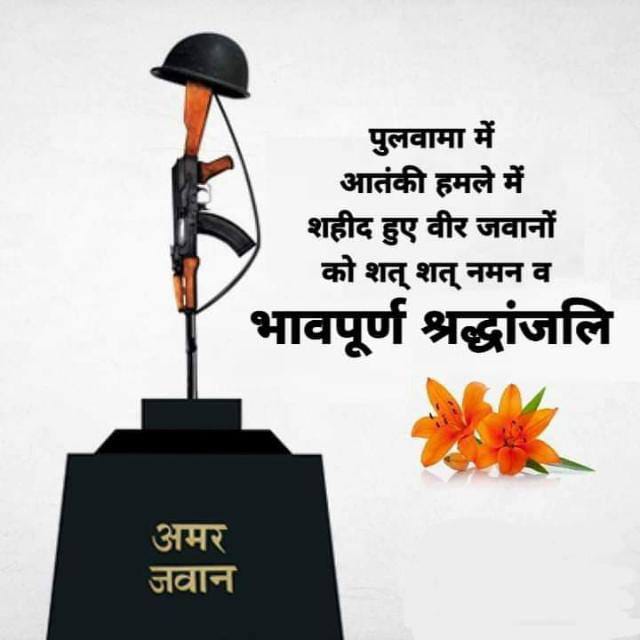 पुलवामा में
आतंकी हमले में
शहीद हुए वीर जवानों
को शत् शत् नमन व
भावपूर्ण श्रद्धांजलि
अमर
जवान